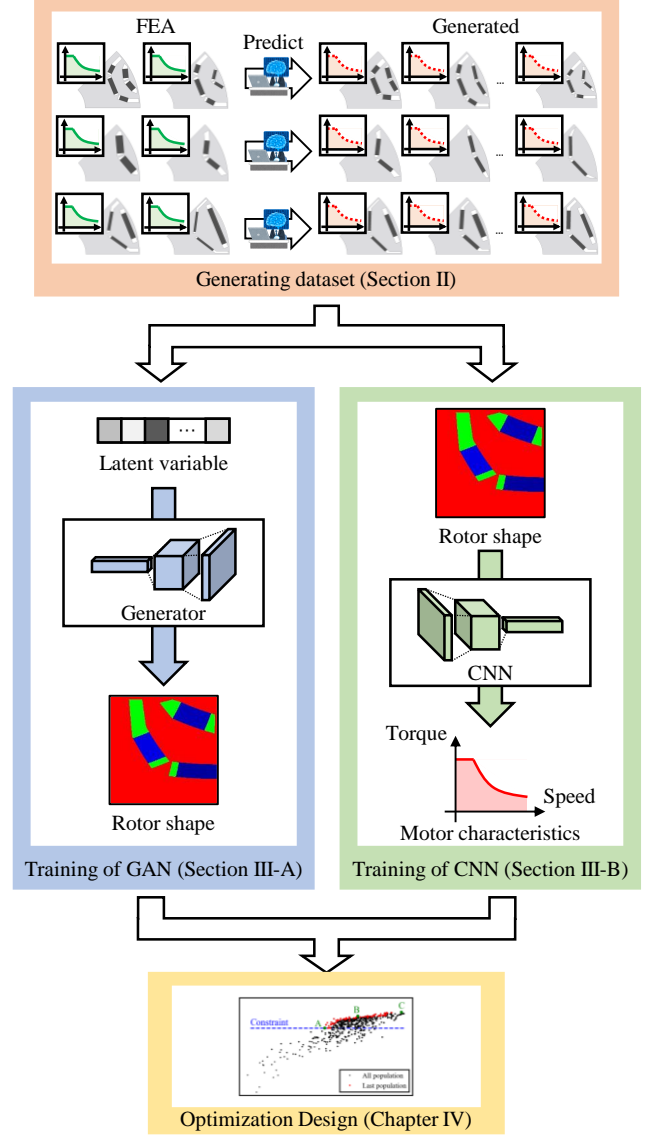 FEA
Predict
Generated
...
...
...
Generating dataset (Section II)
...
Latent variable
Generator
Rotor shape
Training of GAN (Section III-A)
Rotor shape
CNN
Torque
Speed
Motor characteristics
Training of CNN (Section III-B)
Constraint
A
B
C
All population
Last population
Optimization Design (Chapter IV)